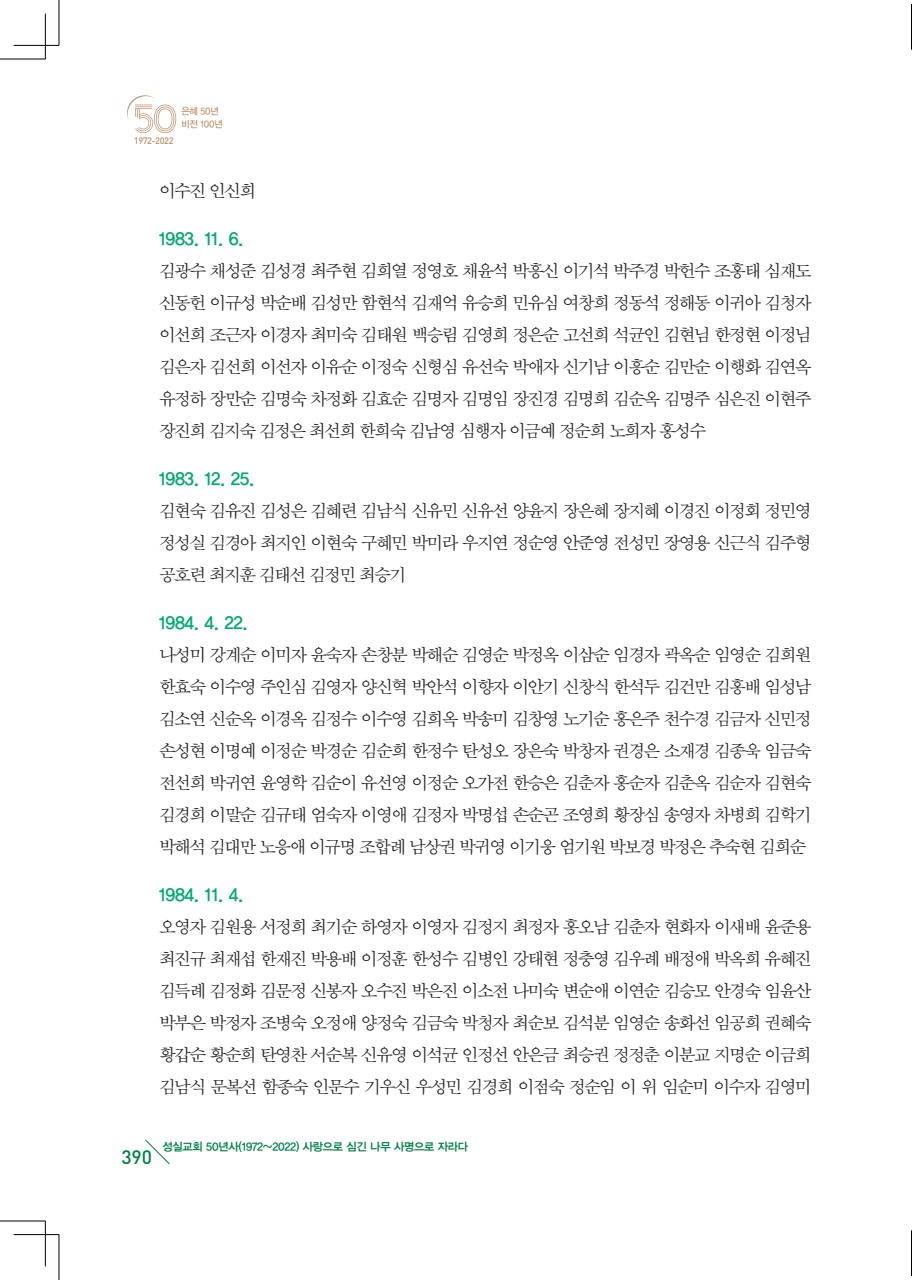 50
은혜 50년
비전 100년
1972-2022
이수진 인신희
1983. 11. 6.
김광수 채성준 김성경 최주현 김희열 정영호 채윤석 박흥신 이기석 박주경 박헌수 조홍태 심재도
신동헌 이규성 박순배 김성만 함현석 김재억 유승희 민유심 여창희 정동석 정해동 이귀아 김청자
이선희 조근자 이경자 최미숙 김태원 백승림 김영희 정은순 고선희 석균인 김현님 한정현 이정님
김은자 김선희 이선자 이유순 이정숙 신형심 유선숙 박애자 신기남 이흥순 김만순 이행화 김연옥
유정하 장만순 김명숙 차정화 김효순 김명자 김명임 장진경 김명희 김순옥 김명주 심은진 이현주
장진희 김지숙 김정은 최선희 한희숙 김남영 심행자 이금예 정순희 노희자 홍성수
1983. 12. 25.
김현숙 김유진 김성은 김혜련 김남식 신유민 신유선 양윤지 장은혜 장지혜 이경진 이정회 정민영
정성실 김경아 최지인 이현숙 구혜민 박미라 우지연 정순영 안준영 전성민 장영용 신근식 김주형
공호련 최지훈 김태선 김정민 최승기
1984. 4. 22.
나성미 강계순 이미자 윤숙자 손창분 박해순 김영순 박정옥 이삼순 임경자 곽옥순 임영순 김희원
한효숙 이수영 주인심 김영자 양신혁 박안석 이향자 이안기 신창식 한석두 김건만 김홍배 임성남
김소연 신순옥 이경옥 김정수 이수영 김희옥 박송미 김창영 노기순 홍은주 천수경 김금자 신민정
손성현 이명예 이정순 박경순 김순희 한정수 탄성오 장은숙 박창자 권경은 소재경 김종욱 임금숙
전선희 박귀연 윤영학 김순이 유선영 이정순 오가전 한승은 김춘자 홍순자 김춘옥 김순자 김현숙
김경희 이말순 김규태 엄숙자 이영애 김정자 박명섭 손순곤 조영희 황장심 송영자 차병희 김학기
박해석 김대만 노응애 이규명 조합례 남상권 박귀영 이기웅 엄기원 박보경 박정은 추숙현 김희순
1984. 11. 4.
오영자 김원용 서정희 최기순 하영자 이영자 김정지 최정자 홍오남 김춘자 현화자 이새배 윤준용
최진규 최재섭 한재진 박용배 이정훈 한성수 김병인 강태현 정충영 김우례 배정애 박옥희 유혜진
김득례 김정화 김문정 신봉자 오수진 박은진 이소전 나미숙 변순애 이연순 김승모 안경숙 임윤산
박부은 박정자 조병숙 오정애 양정숙 김금숙 박청자 최순보 김석분 임영순 송화선 임공희 권혜숙
황갑순 황순희 탄영찬 서순복 신유영 이석균 인정선 안은금 최승권 정정춘 이분교 지명순 이금희
김남식 문복선 함종숙 인문수 기우신 우성민 김경희 이점숙 정순임 이 위 임순미 이수자 김영미
390 성실교회 50년사(1972~2022) 사랑으로 심긴 나무 사명으로 자라다